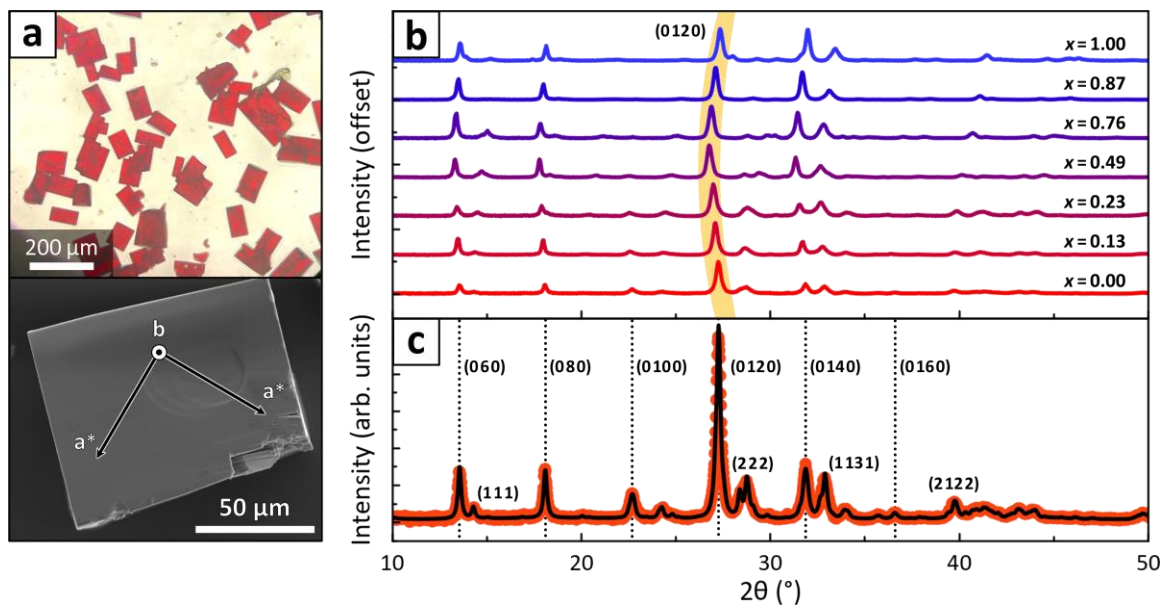 a
200 µm
b
a*
a*
50 µm
b
Intensity (offset)
(0120)
x = 1.00
x = 0.87
x = 0.76
x = 0.49
x = 0.23
x = 0.13
x = 0.00
c
Intensity (arb. units)
(060)
(080)
(0100)
(0120)
(0140)
(0160)
(111)
(222)
(1131)
(2122)
10
20
30
40
50
2θ (°)